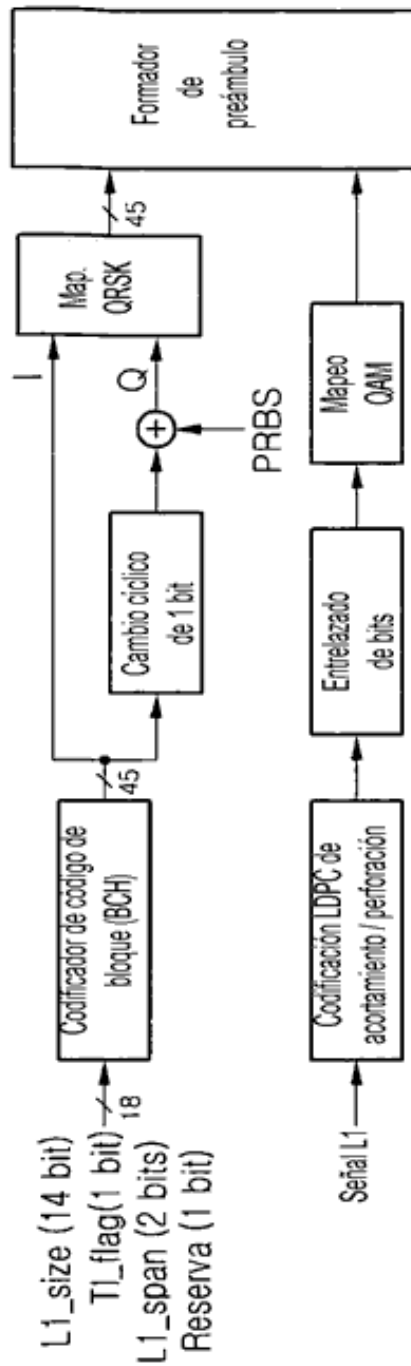 L1_size (14 bit)
TI_flag(1 bit)
L1_span (2 bits)
Reserva (1 bit)
18
Codificador de código de
bloque (BCH)
45
Cambio cíclico
de 1 bit
I
Q
PRBS
Map.
QRSK
45
Formador
de
preámbulo
Señal L1
Codificación LDPC de
acortamiento / perforación
Entrelazado
de bits
Mapeo
QAM